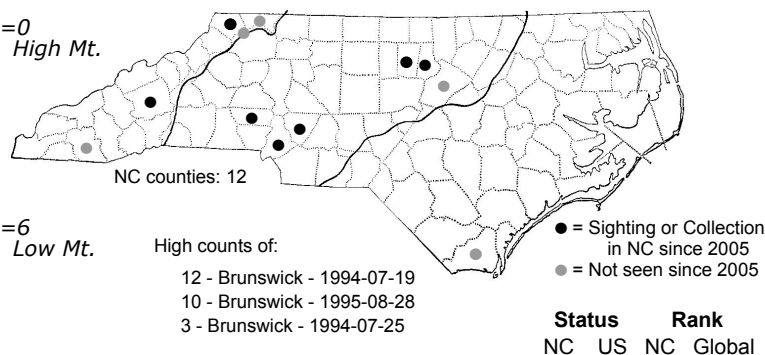 =0
High Mt.
NC counties: 12
=6
Low Mt.
High counts of:
12 - Brunswick - 1994-07-19
10 - Brunswick - 1995-08-28
3 - Brunswick - 1994-07-25
= Sighting or Collection
in NC since 2005
= Not seen since 2005
Status Rank
NC US NC Global